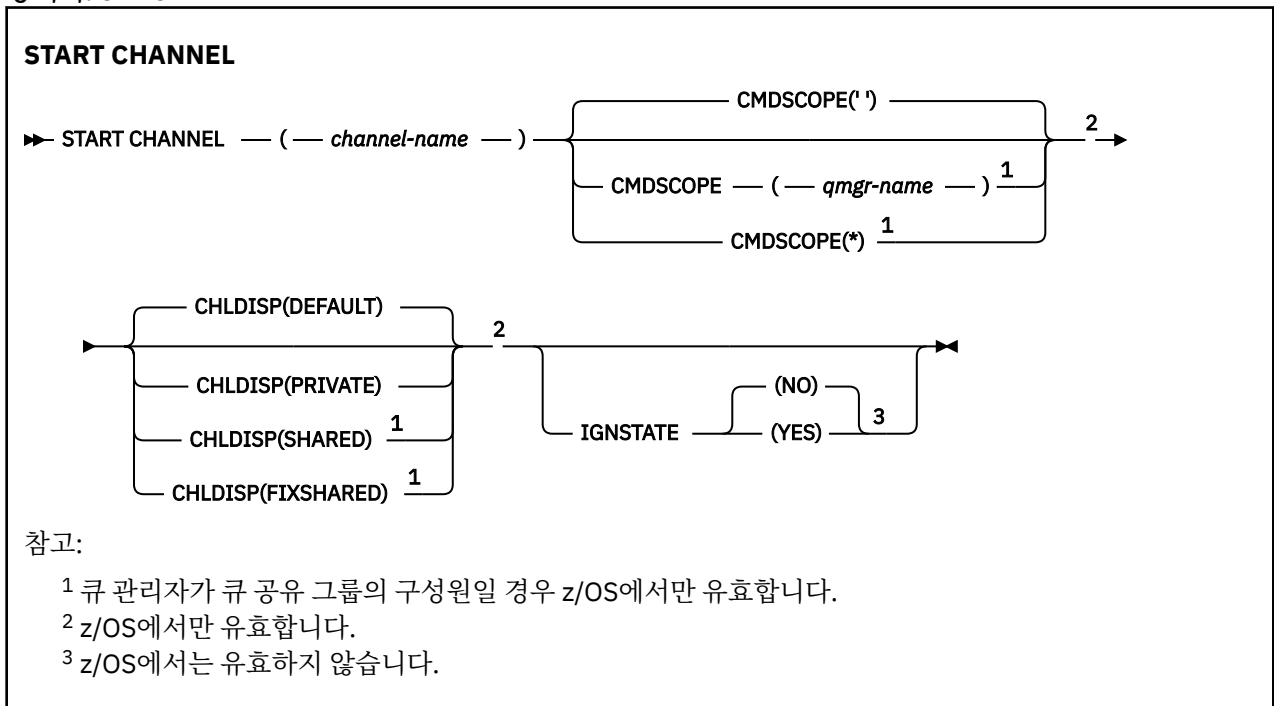 START CHANNEL
CMDSCOPE(' ')
START CHANNEL ( channel-name ) 2
CMDSCOPE ( qmgr-name ) 1
CMDSCOPE(*) 1
CHLDISP(DEFAULT) 2
CHLDISP(PRIVATE) (NO)
CHLDISP(SHARED) 1 IGNSTATE (YES) 3
CHLDISP(FIXSHARED) 1
참고:
1 큐 관리자가 큐 공유 그룹의 구성원일 경우 z/OS에서만 유효합니다.
2 z/OS에서만 유효합니다.
3 z/OS에서는 유효하지 않습니다.